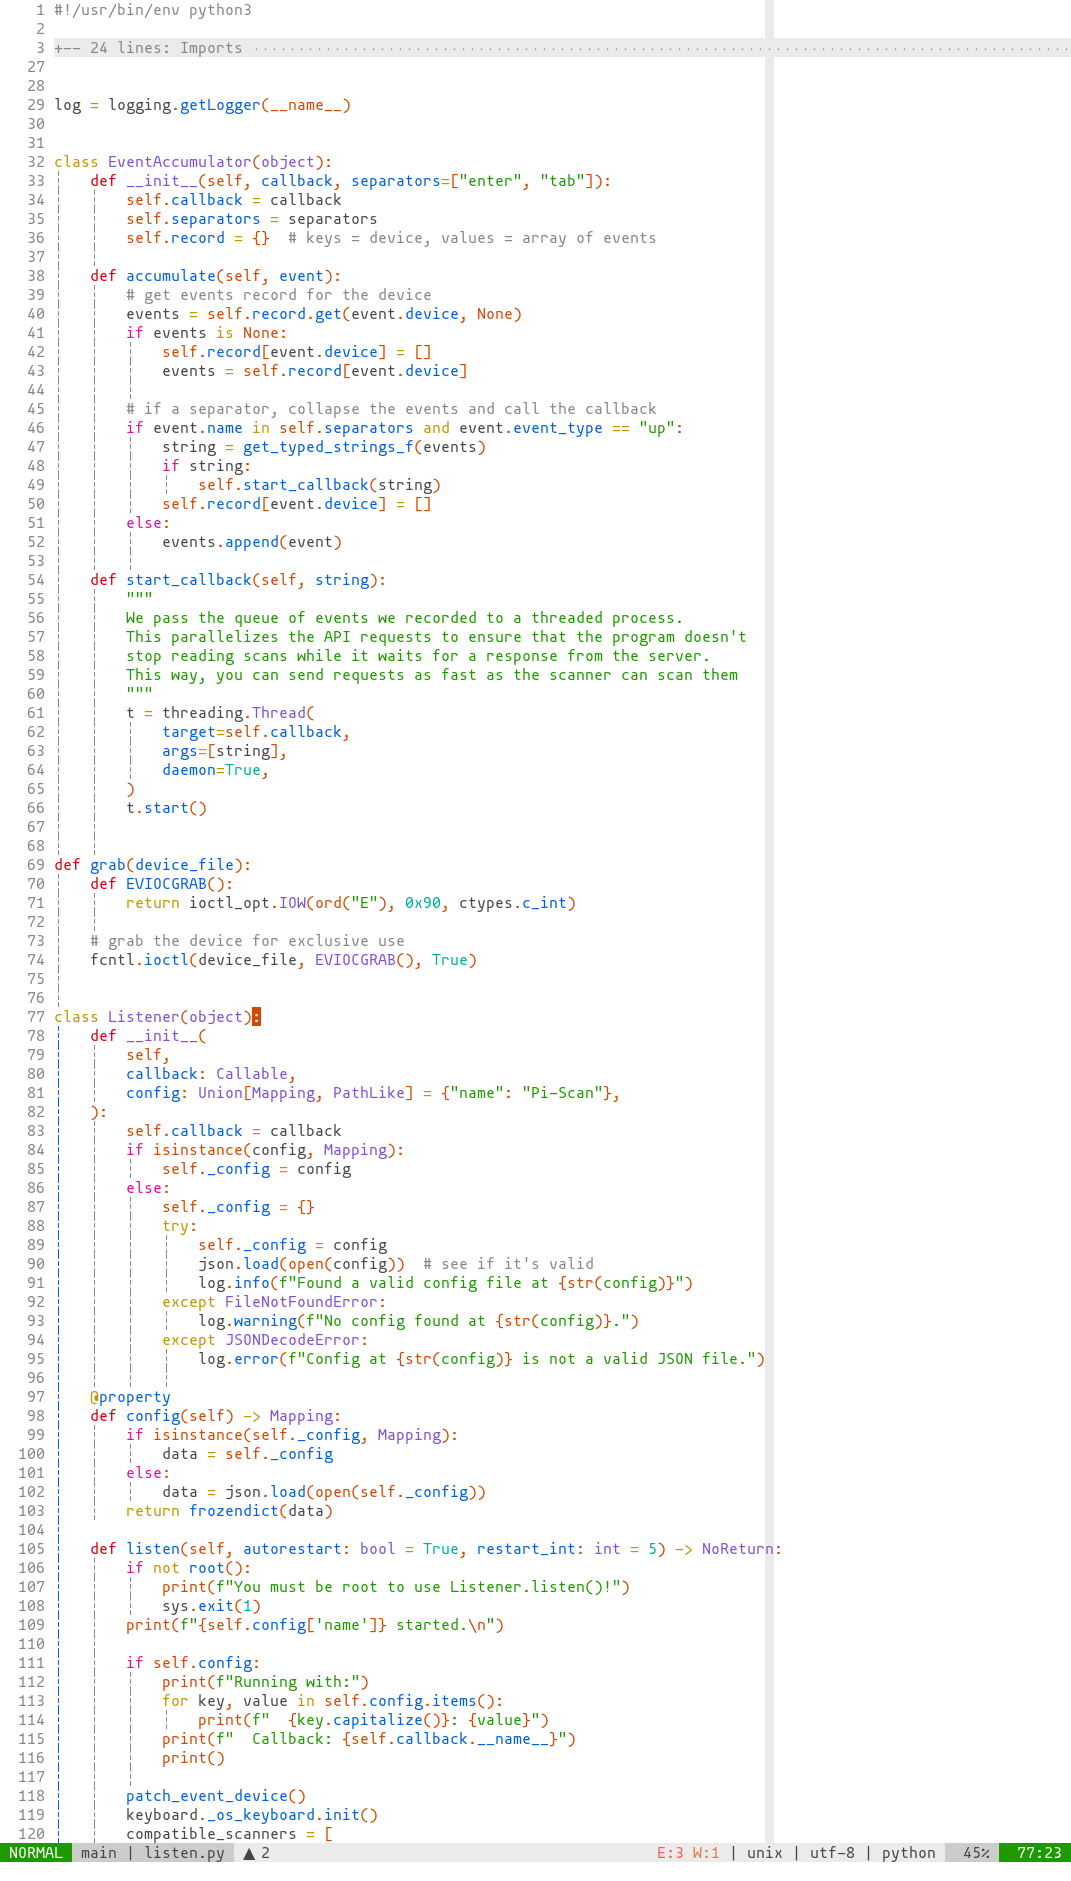 1 #!/usr/bin/env python3
2
3 +-- 24 lines: Imports ··························································································
27
28
29 log = logging.getLogger(__name__)
30
31
32 class EventAccumulator(object):
33     def __init__(self, callback, separators=["enter", "tab"]):
34         self.callback = callback
35         self.separators = separators
36         self.record = {}  # keys = device, values = array of events
37
38     def accumulate(self, event):
39         # get events record for the device
40         events = self.record.get(event.device, None)
41         if events is None:
42             self.record[event.device] = []
43             events = self.record[event.device]
44
45         # if a separator, collapse the events and call the callback
46         if event.name in self.separators and event.event_type == "up":
47             string = get_typed_strings_f(events)
48             if string:
49                 self.start_callback(string)
50             self.record[event.device] = []
51         else:
52             events.append(event)
53
54     def start_callback(self, string):
55         """
56         We pass the queue of events we recorded to a threaded process.
57         This parallelizes the API requests to ensure that the program doesn't
58         stop reading scans while it waits for a response from the server.
59         This way, you can send requests as fast as the scanner can scan them
60         """
61         t = threading.Thread(
62             target=self.callback,
63             args=[string],
64             daemon=True,
65         )
66         t.start()
67
68
69 def grab(device_file):
70     def EVIOCGRAB():
71         return ioctl_opt.IOW(ord("E"), 0x90, ctypes.c_int)
72
73     # grab the device for exclusive use
74     fcntl.ioctl(device_file, EVIOCGRAB(), True)
75
76
77 class Listener(object):
78     def __init__(
79         self,
80         callback: Callable,
81         config: Union[Mapping, PathLike] = {"name": "Pi-Scan"},
82     ):
83         self.callback = callback
84         if isinstance(config, Mapping):
85             self._config = config
86         else:
87             self._config = {}
88             try:
89                 self._config = config
90                 json.load(open(config))  # see if it's valid
91                 log.info(f"Found a valid config file at {str(config)}")
92             except FileNotFoundError:
93                 log.warning(f"No config found at {str(config)}.")
94             except JSONDecodeError:
95                 log.error(f"Config at {str(config)} is not a valid JSON file.")
96
97     @property
98     def config(self) -> Mapping:
99         if isinstance(self._config, Mapping):
100             data = self._config
101         else:
102             data = json.load(open(self._config))
103         return frozendict(data)
104
105     def listen(self, autorestart: bool = True, restart_int: int = 5) -> NoReturn:
106         if not root():
107             print(f"You must be root to use Listener.listen()!")
108             sys.exit(1)
109         print(f"{self.config['name']} started.\n")
110
111         if self.config:
112             print(f"Running with:")
113             for key, value in self.config.items():
114                 print(f"  {key.capitalize()}: {value}")
115             print(f"  Callback: {self.callback.__name__}")
116             print()
117
118         patch_event_device()
119         keyboard._os_keyboard.init()
120         compatible_scanners = [
NORMAL main | listen.py ▲ 2 E:3 W:1 | unix | utf-8 | python 45% 77:23